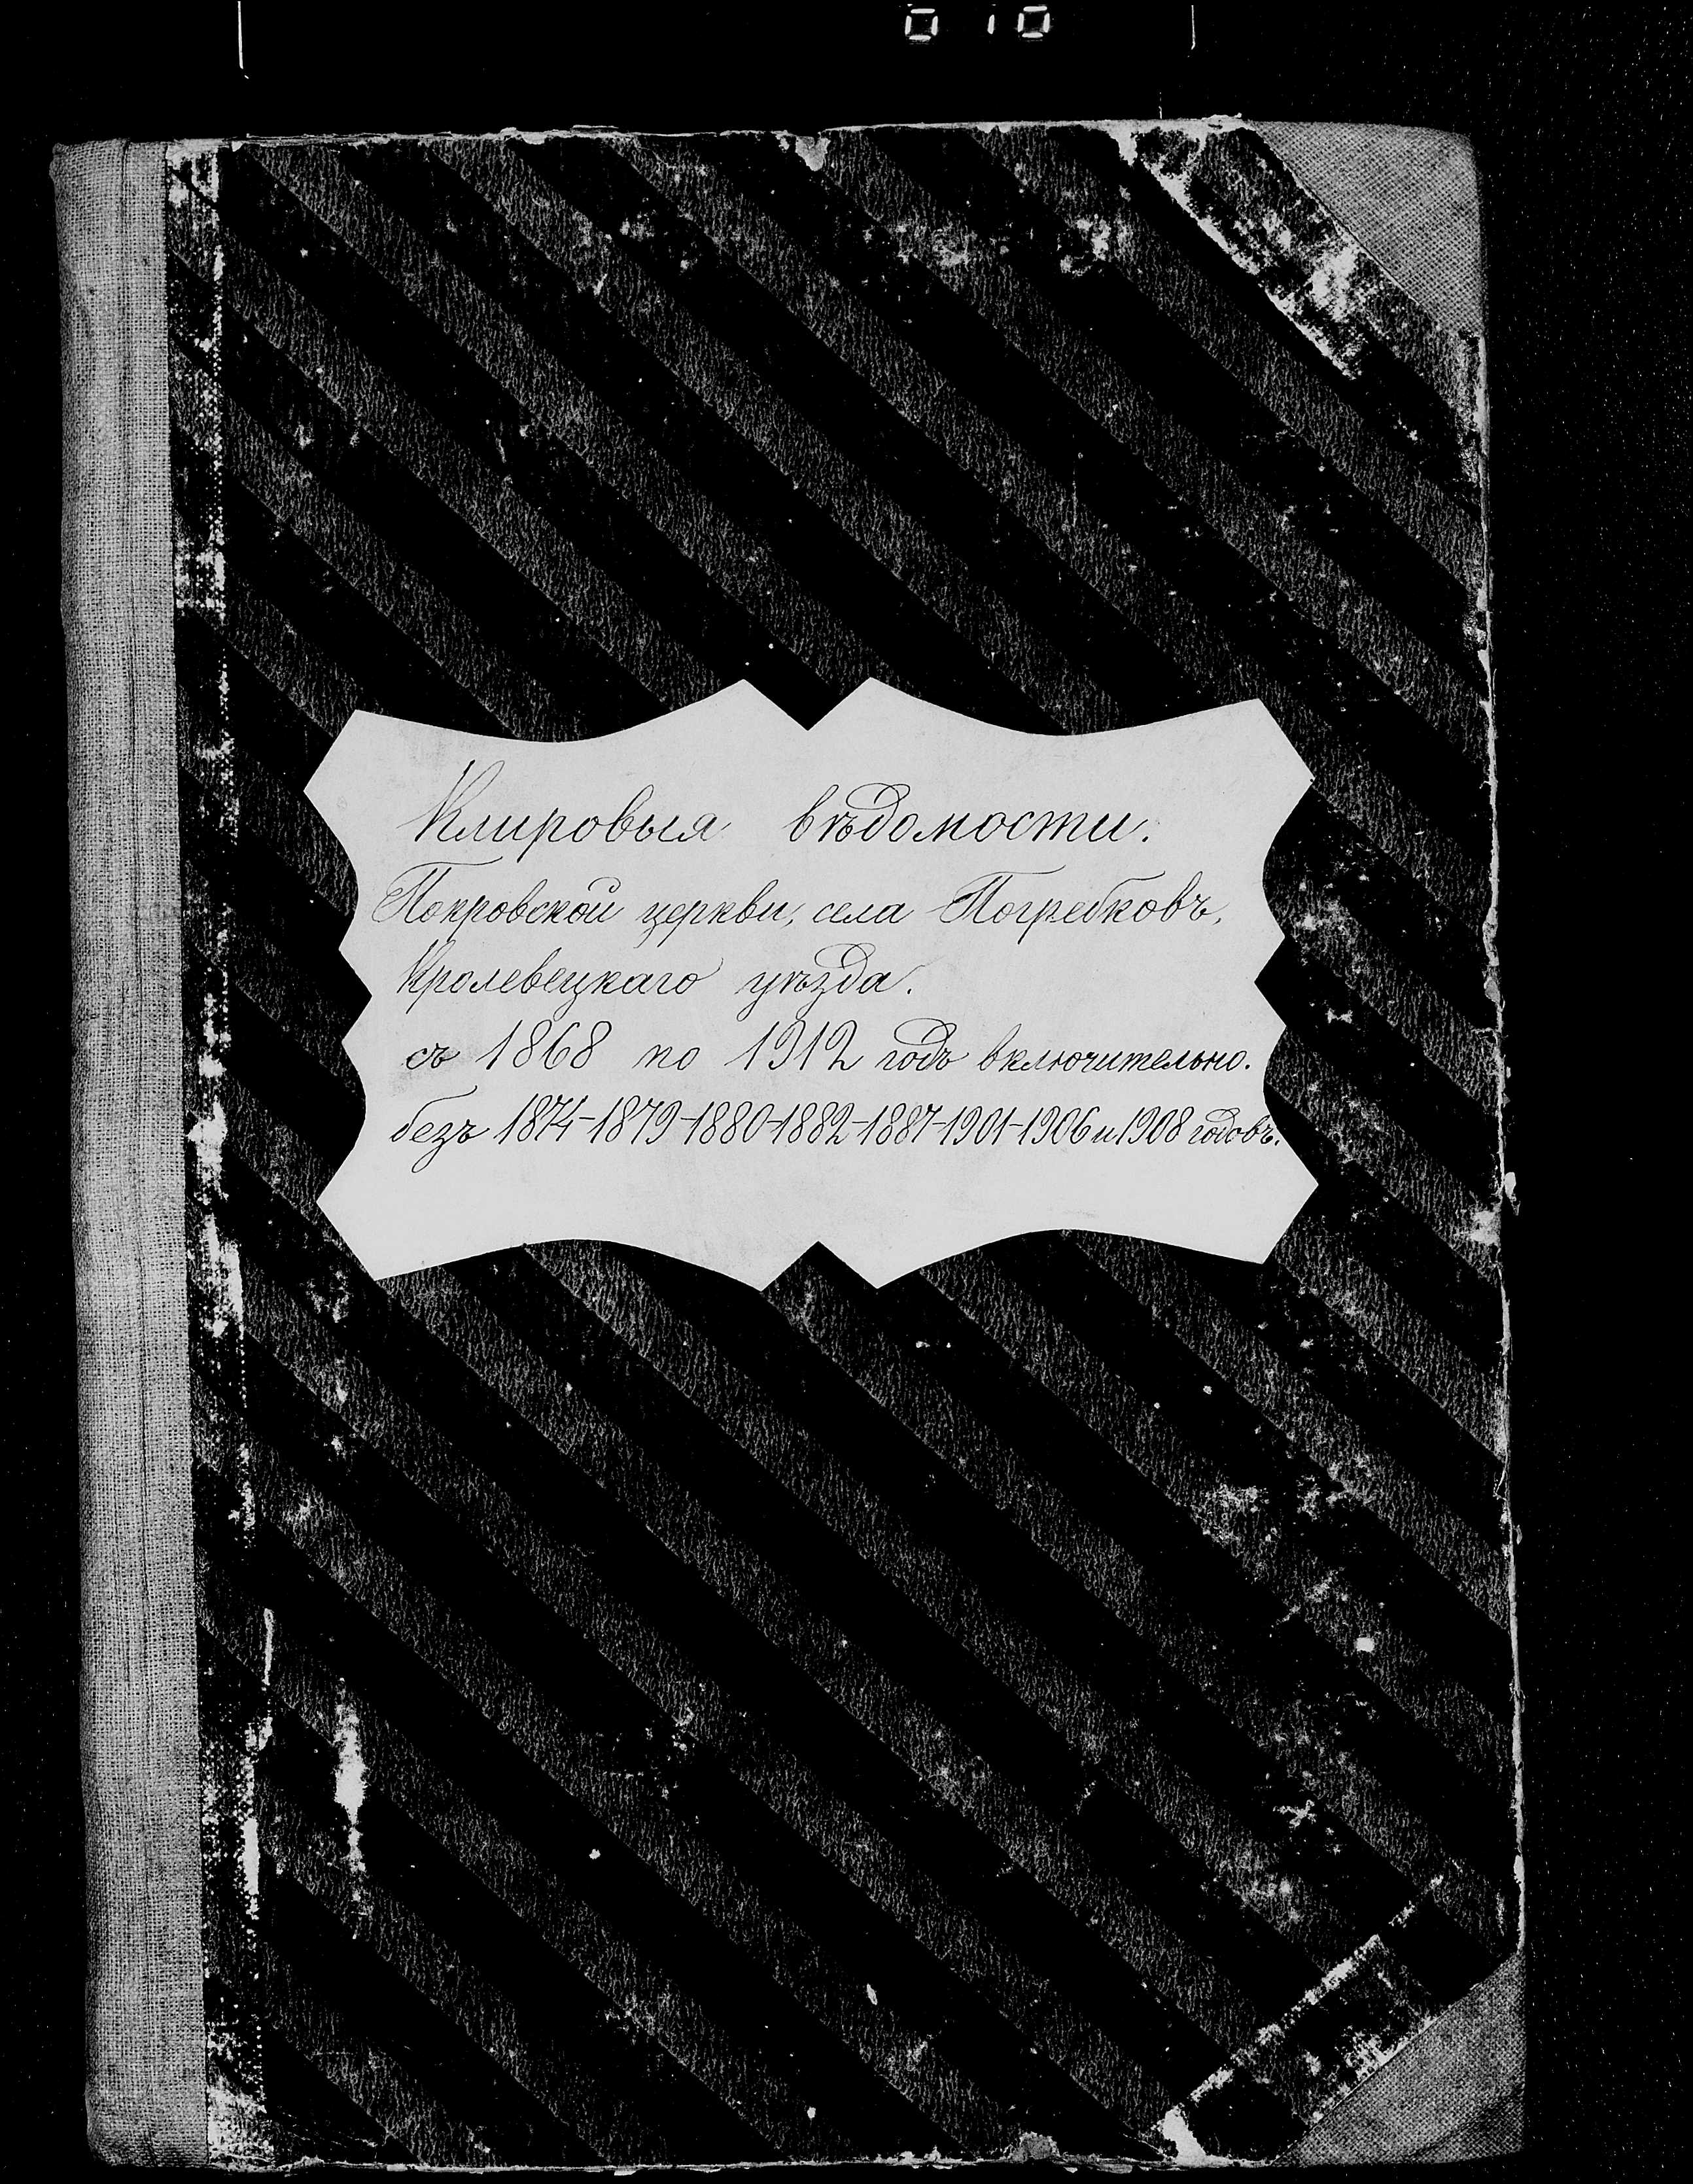 010
Клировыя вѣдомости.
Покровской церкви, села Погребковъ,
Кролевецкаго уѣзда.
съ 1868 по 1912 годъ включительно.
безъ 1874-1879-1880-1882-1887-1901-1906 и 1908 годовъ.